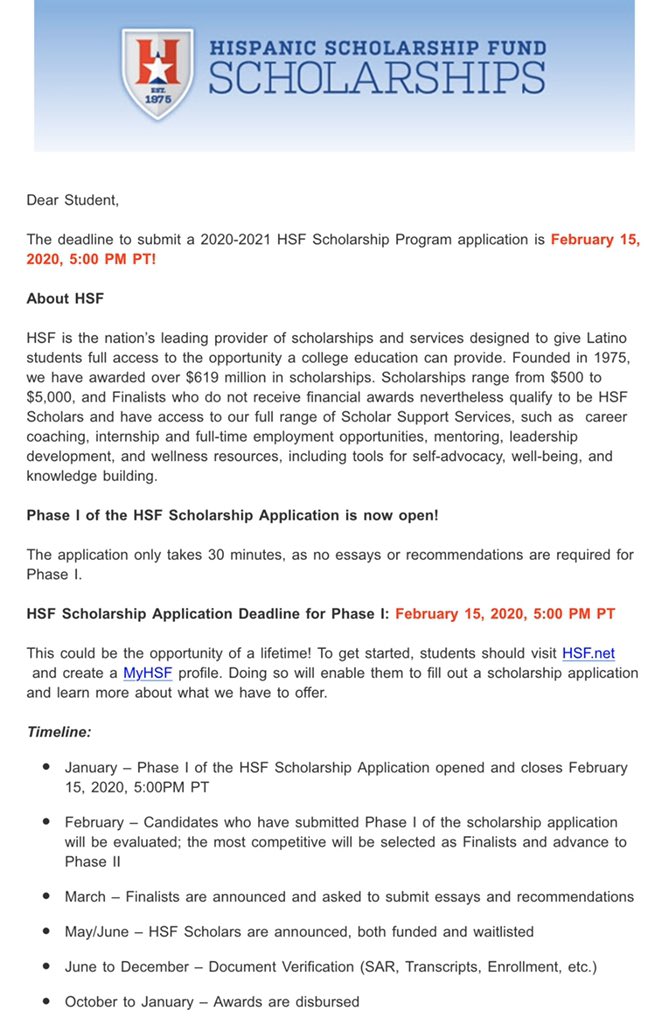 H
EST.
1975
HISPANIC SCHOLARSHIP FUND
SCHOLARSHIPS
Dear Student,
The deadline to submit a 2020-2021 HSF Scholarship Program application is February 15,
2020, 5:00 PM PT!
About HSF
HSF is the nation’s leading provider of scholarships and services designed to give Latino
students full access to the opportunity a college education can provide. Founded in 1975,
we have awarded over $619 million in scholarships. Scholarships range from $500 to
$5,000, and Finalists who do not receive financial awards nevertheless qualify to be HSF
Scholars and have access to our full range of Scholar Support Services, such as career
coaching, internship and full-time employment opportunities, mentoring, leadership
development, and wellness resources, including tools for self-advocacy, well-being, and
knowledge building.
Phase I of the HSF Scholarship Application is now open!
The application only takes 30 minutes, as no essays or recommendations are required for
Phase I.
HSF Scholarship Application Deadline for Phase I: February 15, 2020, 5:00 PM PT
This could be the opportunity of a lifetime! To get started, students should visit HSF.net
and create a MyHSF profile. Doing so will enable them to fill out a scholarship application
and learn more about what we have to offer.
Timeline:
• January – Phase I of the HSF Scholarship Application opened and closes February
15, 2020, 5:00PM PT
• February – Candidates who have submitted Phase I of the scholarship application
will be evaluated; the most competitive will be selected as Finalists and advance to
Phase II
• March – Finalists are announced and asked to submit essays and recommendations
• May/June – HSF Scholars are announced, both funded and waitlisted
• June to December – Document Verification (SAR, Transcripts, Enrollment, etc.)
• October to January – Awards are disbursed